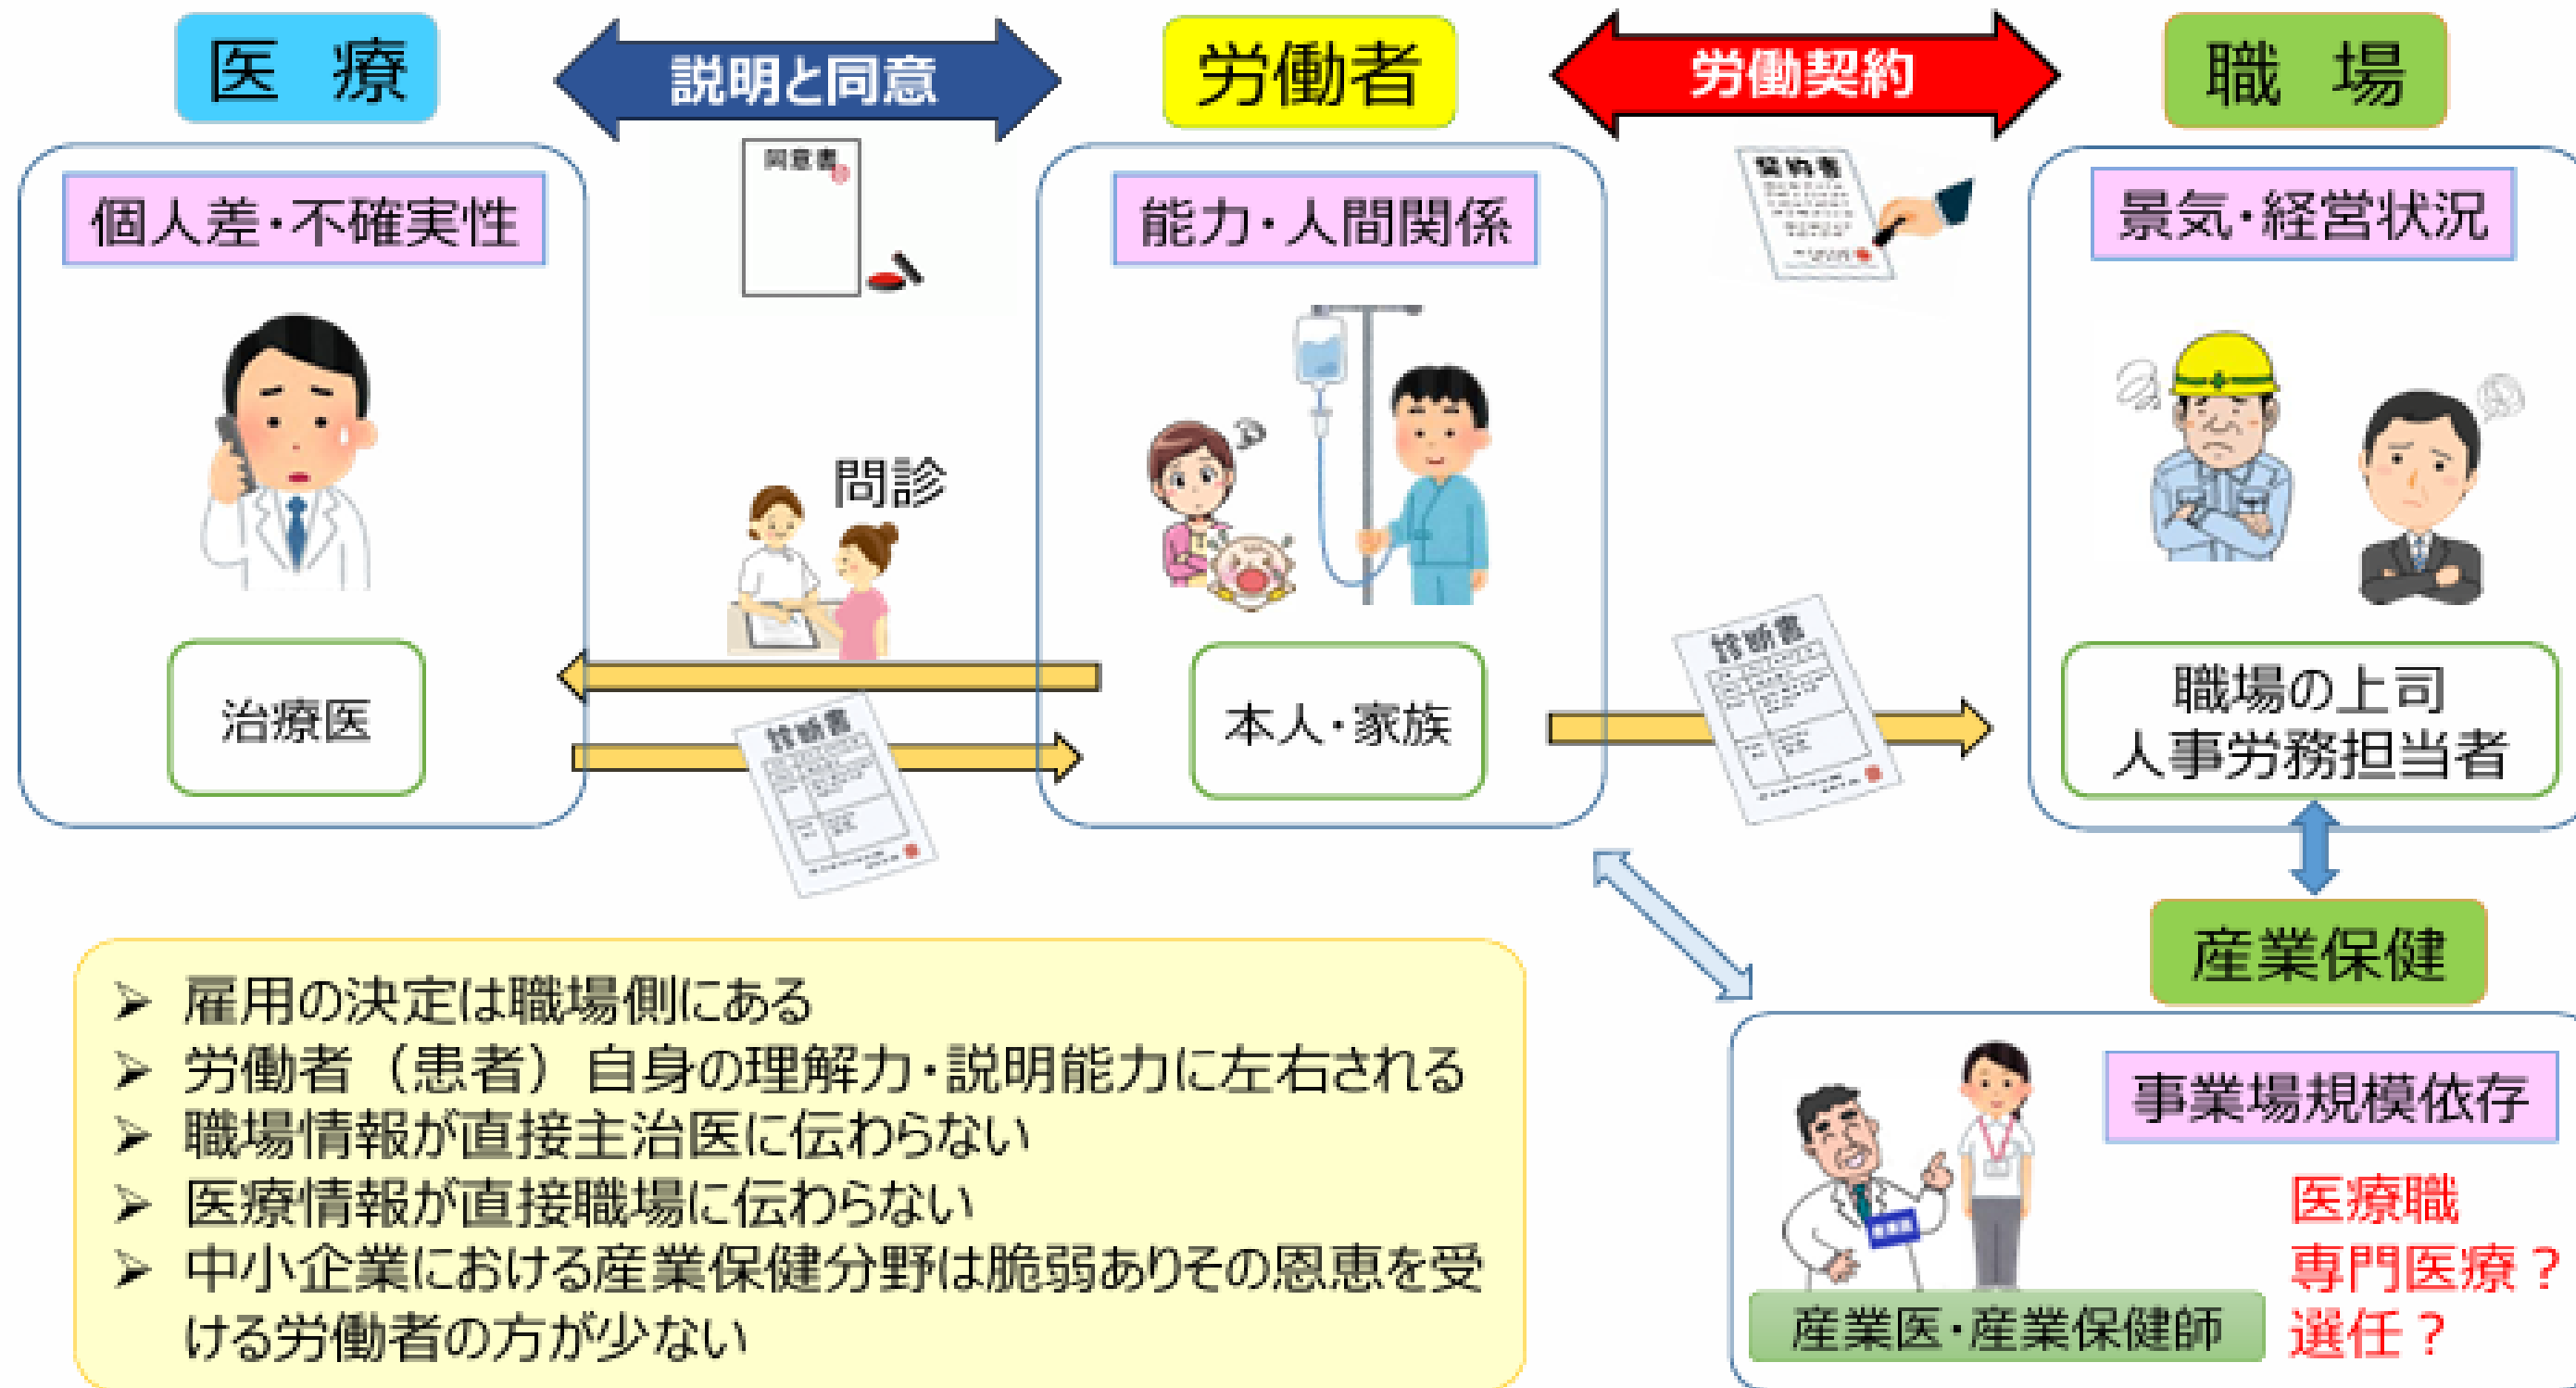 医 療
説明と同意
労働者
労働契約
職 場
個人差・不確実性
同意書
能力・人間関係
契約書
景気・経営状況
問診
治療医
診断書
本人・家族
診断書
職場の上司
人事労務担当者
産業保健
事業場規模依存
医療職
専門医療？
選任？
産業医・産業保健師
➢ 雇用の決定は職場側にある
➢ 労働者（患者）自身の理解力・説明能力に左右される
➢ 職場情報が直接主治医に伝わらない
➢ 医療情報が直接職場に伝わらない
➢ 中小企業における産業保健分野は脆弱ありその恩恵を受
ける労働者の方が少ない